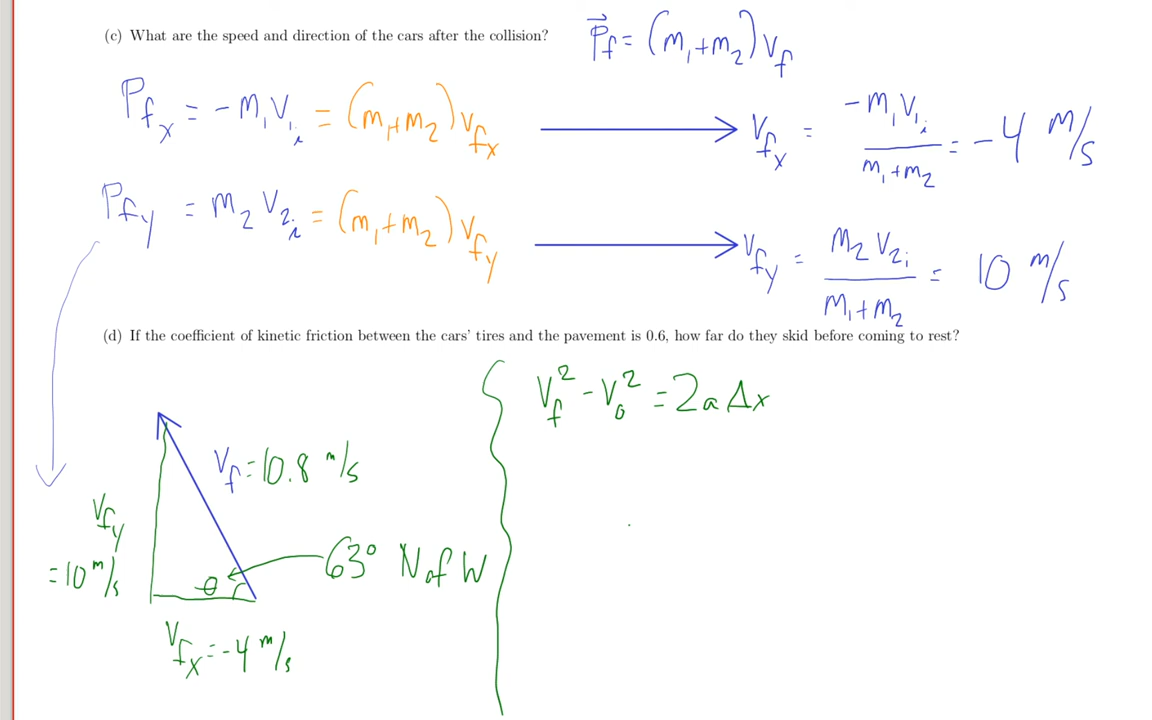 (c) What are the speed and direction of the cars after the collision?
P⃗f = (m₁+m₂)vf
Pfx = -m₁v₁i = (m₁+m₂)vfx → vfx = -m₁v₁i / (m₁+m₂) = -4 m/s
Pfy = m₂v₂i = (m₁+m₂)vfy → vfy = m₂v₂i / (m₁+m₂) = 10 m/s
(d) If the coefficient of kinetic friction between the cars' tires and the pavement is 0.6, how far do they skid before coming to rest?
vf² - v₀² = 2aΔx
vf = 10.8 m/s
vfy = 10 m/s
θ
63° N of W
vfx = -4 m/s